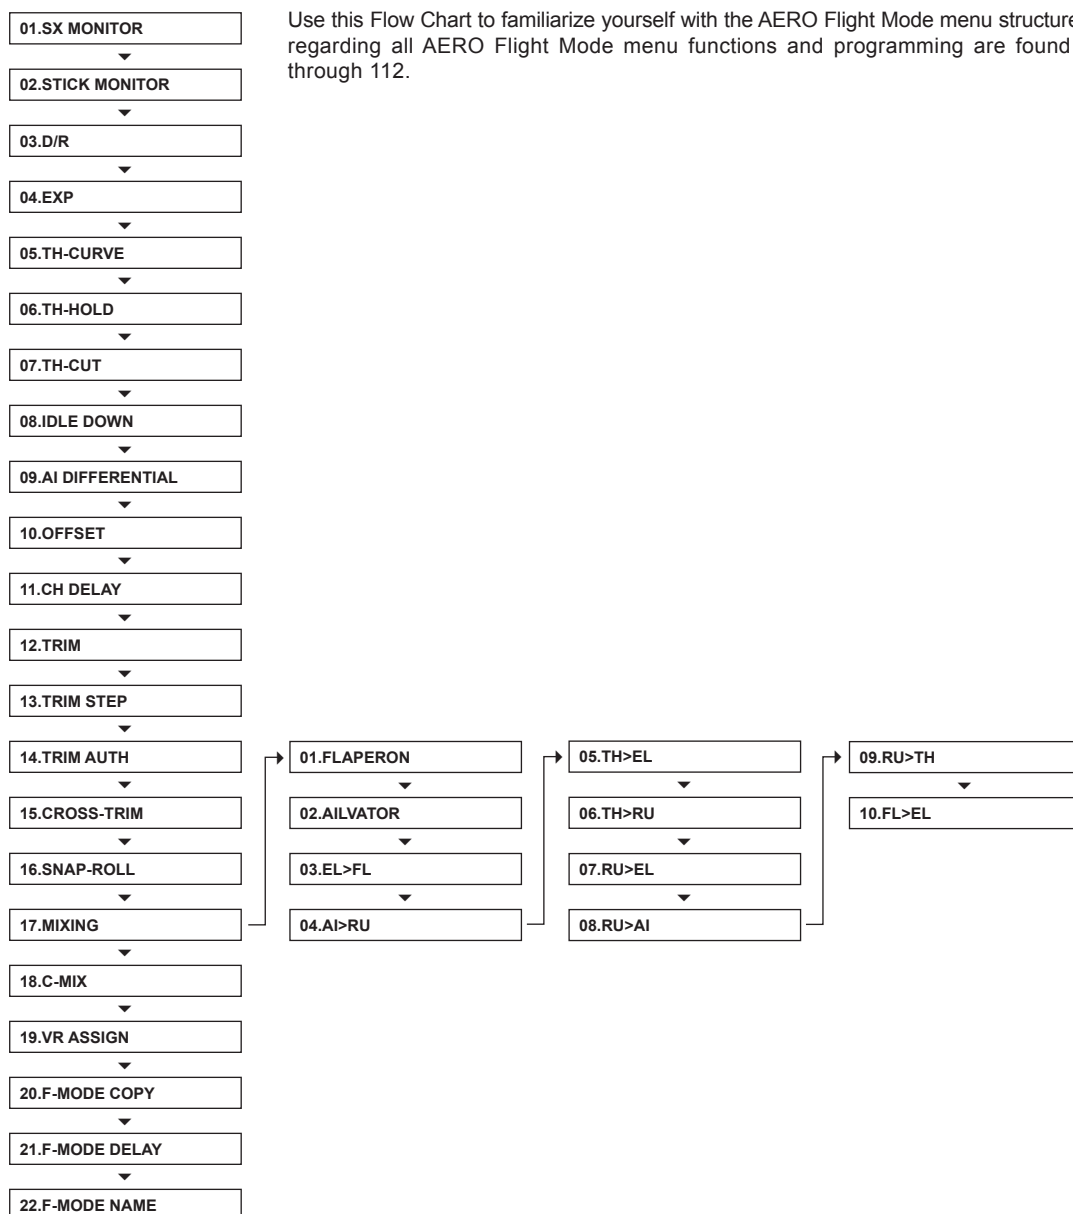 Use this Flow Chart to familiarize yourself with the AERO Flight Mode menu structure
regarding all AERO Flight Mode menu functions and programming are found
through 112.
01.SX MONITOR
02.STICK MONITOR
03.D/R
04.EXP
05.TH-CURVE
06.TH-HOLD
07.TH-CUT
08.IDLE DOWN
09.AI DIFFERENTIAL
10.OFFSET
11.CH DELAY
12.TRIM
13.TRIM STEP
14.TRIM AUTH
15.CROSS-TRIM
16.SNAP-ROLL
17.MIXING
18.C-MIX
19.VR ASSIGN
20.F-MODE COPY
21.F-MODE DELAY
22.F-MODE NAME
01.FLAPERON
02.AILVATOR
03.EL>FL
04.AI>RU
05.TH>EL
06.TH>RU
07.RU>EL
08.RU>AI
09.RU>TH
10.FL>EL